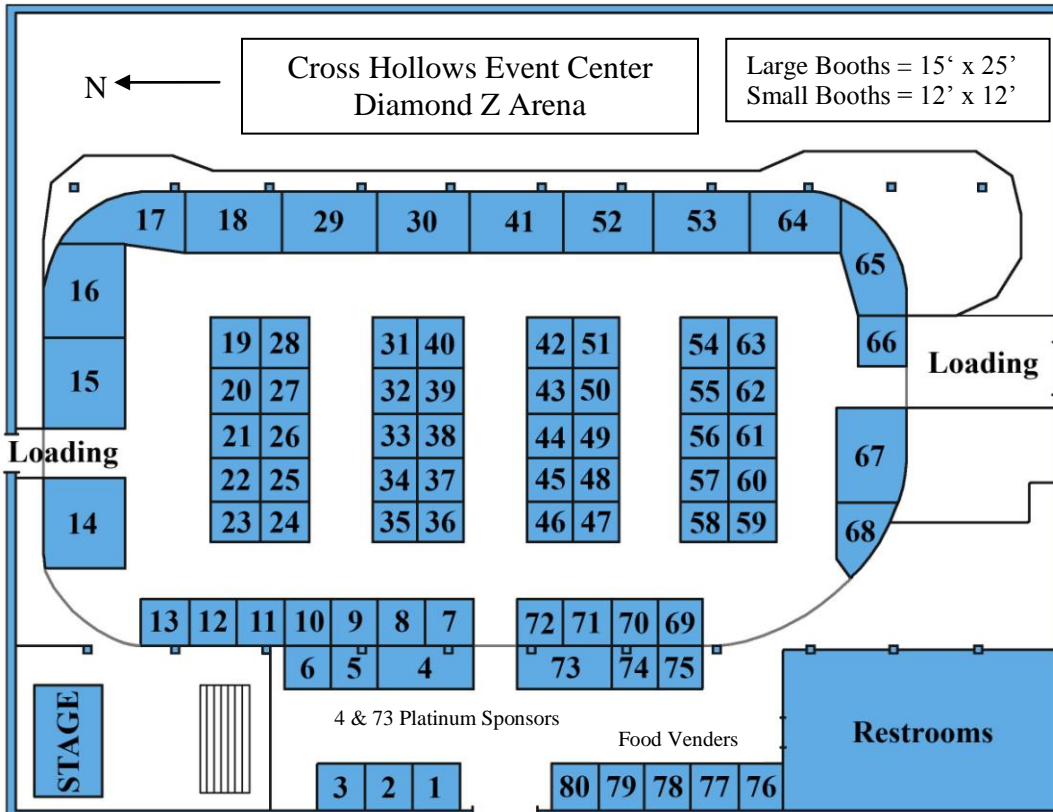 N
Cross Hollows Event Center
Diamond Z Arena
Large Booths = 15‘ x 25’
Small Booths = 12’ x 12’
17 18 29 30 41 52 53 64
65
16
19 28 31 40 42 51 54 63 66
Loading
15
20 27 32 39 43 50 55 62
21 26 33 38 44 49 56 61
Loading
67
22 25 34 37 45 48 57 60
14
23 24 35 36 46 47 58 59
68
13 12 11 10 9 8 7 72 71 70 69
6 5 4 73 74 75
4 & 73 Platinum Sponsors
Food Venders
STAGE
Restrooms
3 2 1 80 79 78 77 76